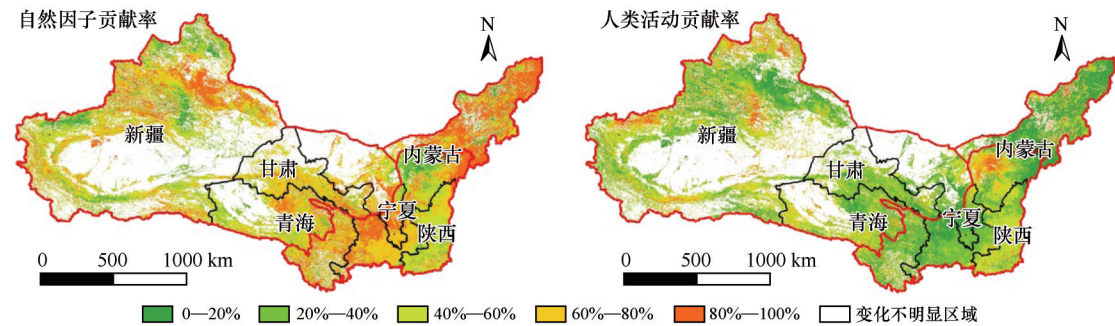 自然因子贡献率
N
新疆
甘肃
内蒙古
青海
宁夏
陕西
0 500 1000 km
人类活动贡献率
N
新疆
甘肃
内蒙古
青海
宁夏
陕西
0 500 1000 km
0—20% 20%—40% 40%—60% 60%—80% 80%—100% 变化不明显区域